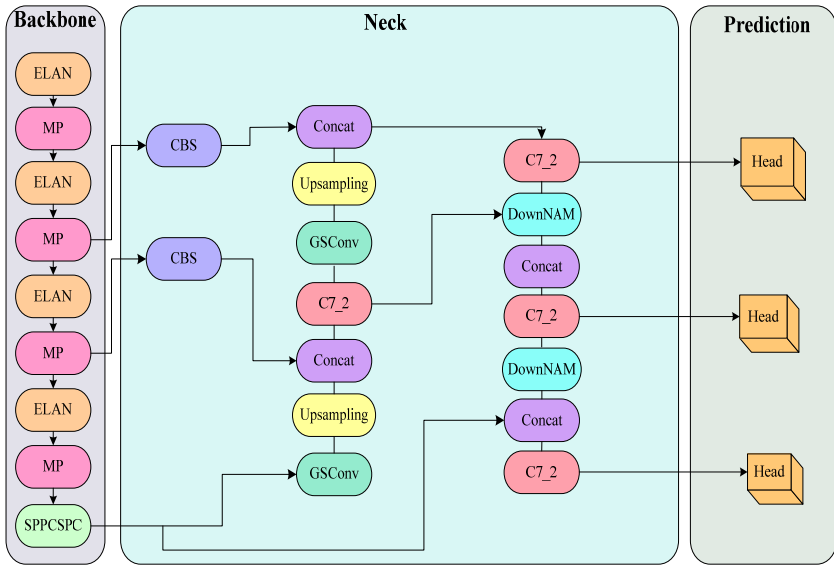 Backbone
ELAN
MP
ELAN
MP
ELAN
MP
ELAN
MP
SPPCSPC
Neck
CBS
CBS
Concat
Upsampling
GSConv
C7_2
Concat
Upsampling
GSConv
C7_2
DownNAM
Concat
C7_2
DownNAM
Concat
C7_2
Prediction
Head
Head
Head